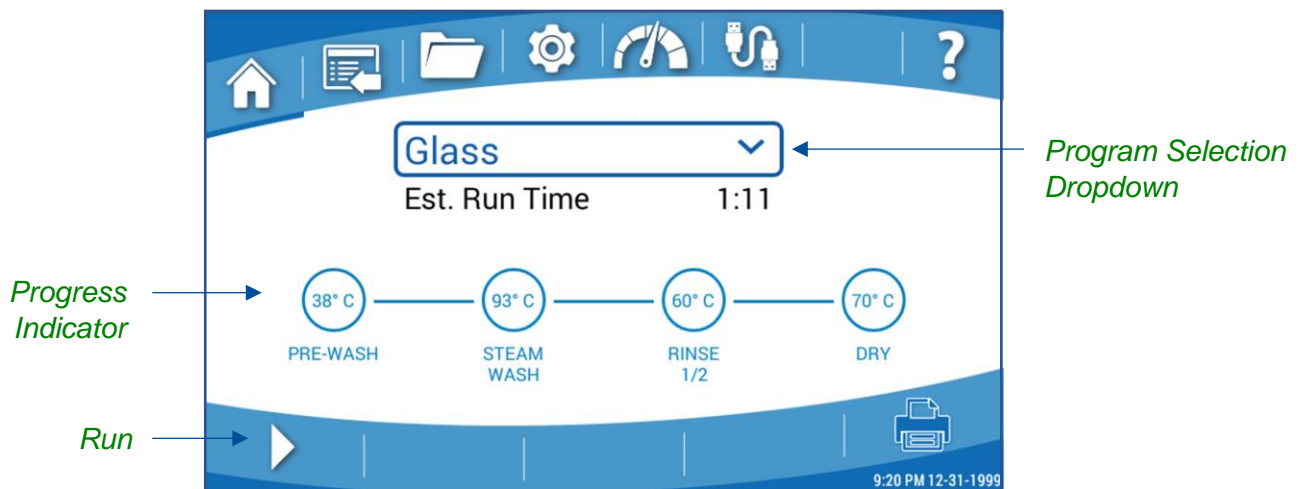 ?
Glass
Est. Run Time 1:11
Program Selection
Dropdown
Progress
Indicator
38° C
93° C
60° C
70° C
PRE-WASH
STEAM
WASH
RINSE
1/2
DRY
Run
9:20 PM 12-31-1999